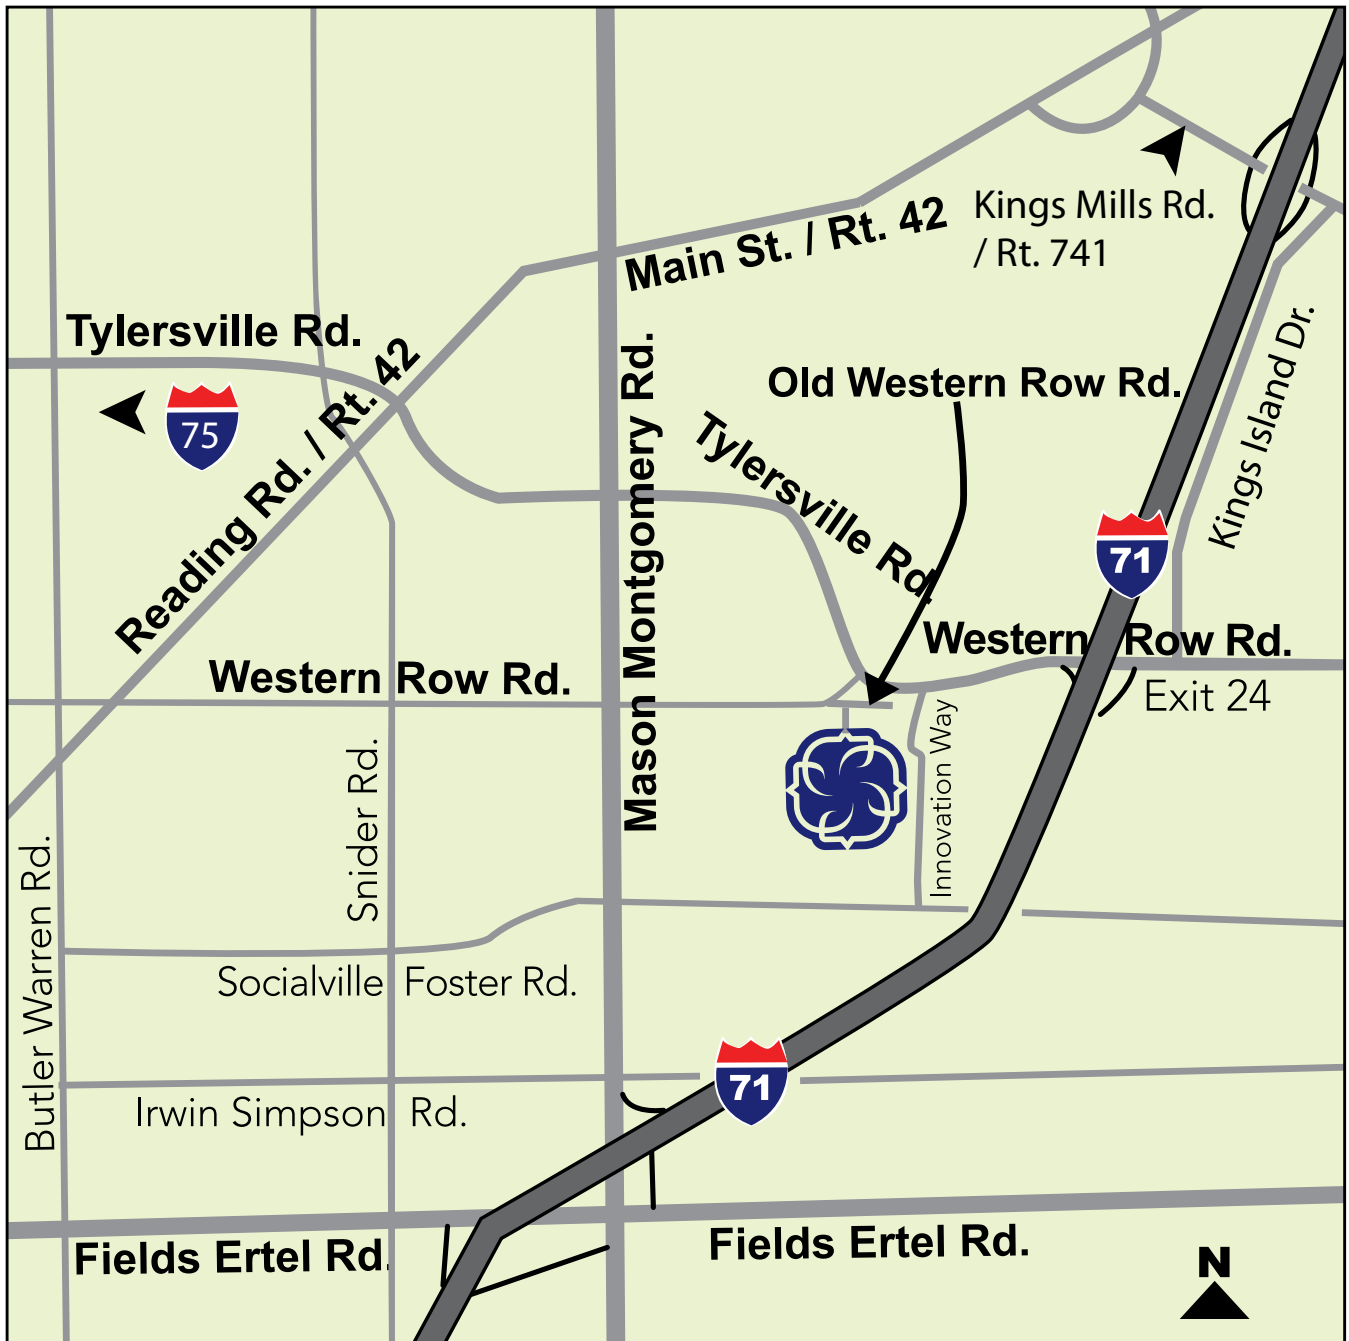 Main St. / Rt. 42
Kings Mills Rd.
/ Rt. 741
Tylersville Rd.
75
Reading Rd. / Rt. 42
Mason Montgomery Rd.
Old Western Row Rd.
Tylersville Rd.
Kings Island Dr.
71
Western Row Rd.
Exit 24
Western Row Rd.
Snider Rd.
Innovation Way
Butler Warren Rd.
Socialville Foster Rd.
71
Irwin Simpson Rd.
Fields Ertel Rd.
Fields Ertel Rd.
N